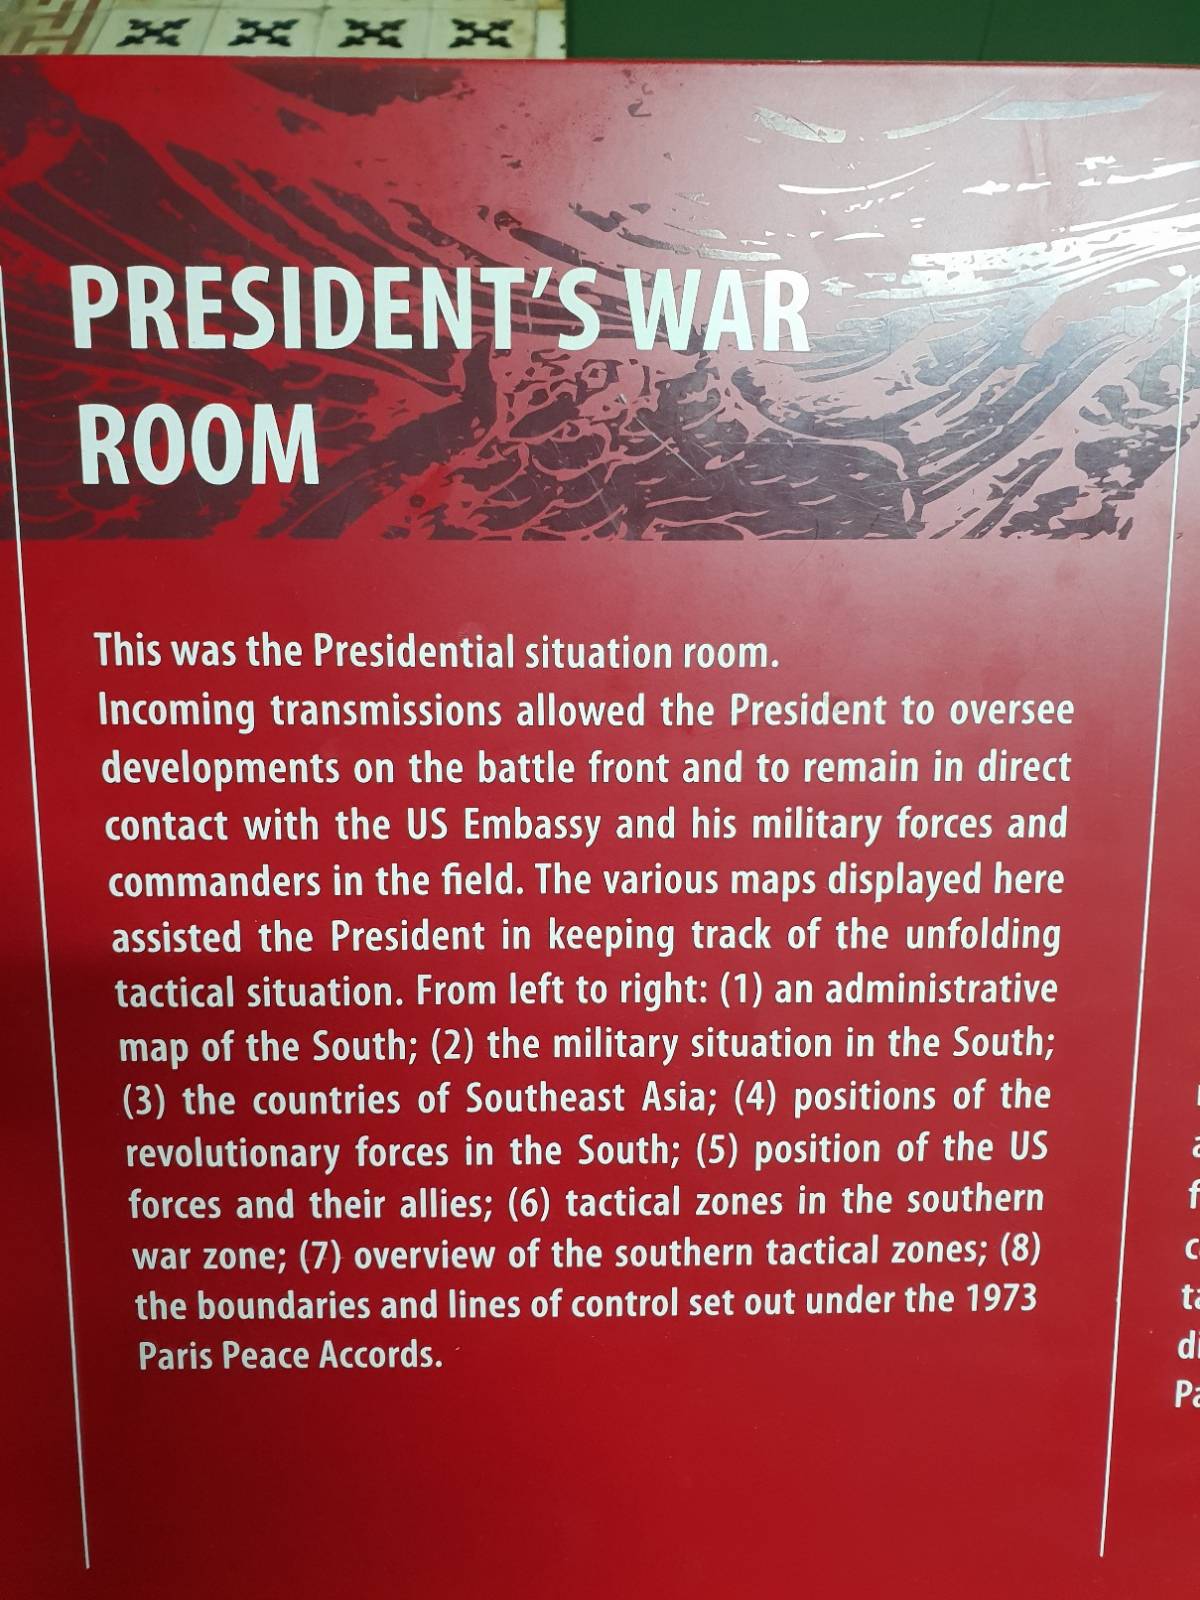 PRESIDENT'S WAR
ROOM
This was the Presidential situation room.
Incoming transmissions allowed the President to oversee
developments on the battle front and to remain in direct
contact with the US Embassy and his military forces and
commanders in the field. The various maps displayed here
assisted the President in keeping track of the unfolding
tactical situation. From left to right: (1) an administrative
map of the South; (2) the military situation in the South;
(3) the countries of Southeast Asia; (4) positions of the
revolutionary forces in the South; (5) position of the US
forces and their allies; (6) tactical zones in the southern
war zone; (7) overview of the southern tactical zones; (8)
the boundaries and lines of control set out under the 1973
Paris Peace Accords.